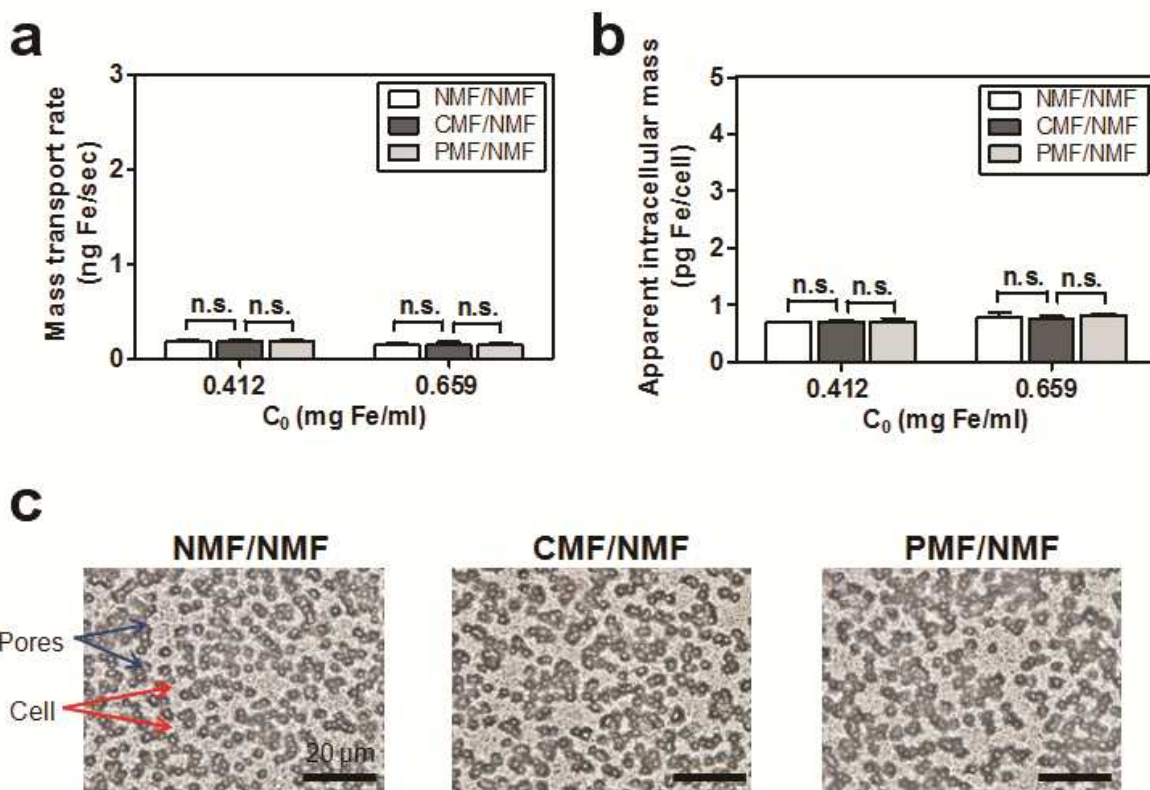 a
3
2
1
0
Mass transport rate
(ng Fe/sec)
NMF/NMF
CMF/NMF
PMF/NMF
n.s. n.s. n.s. n.s.
0.412 0.659
C₀ (mg Fe/ml)
b
5
4
3
2
1
0
Apparent intracellular mass
(pg Fe/cell)
NMF/NMF
CMF/NMF
PMF/NMF
n.s. n.s. n.s. n.s.
0.412 0.659
C₀ (mg Fe/ml)
c
NMF/NMF CMF/NMF PMF/NMF
Pores
Cell
20 µm